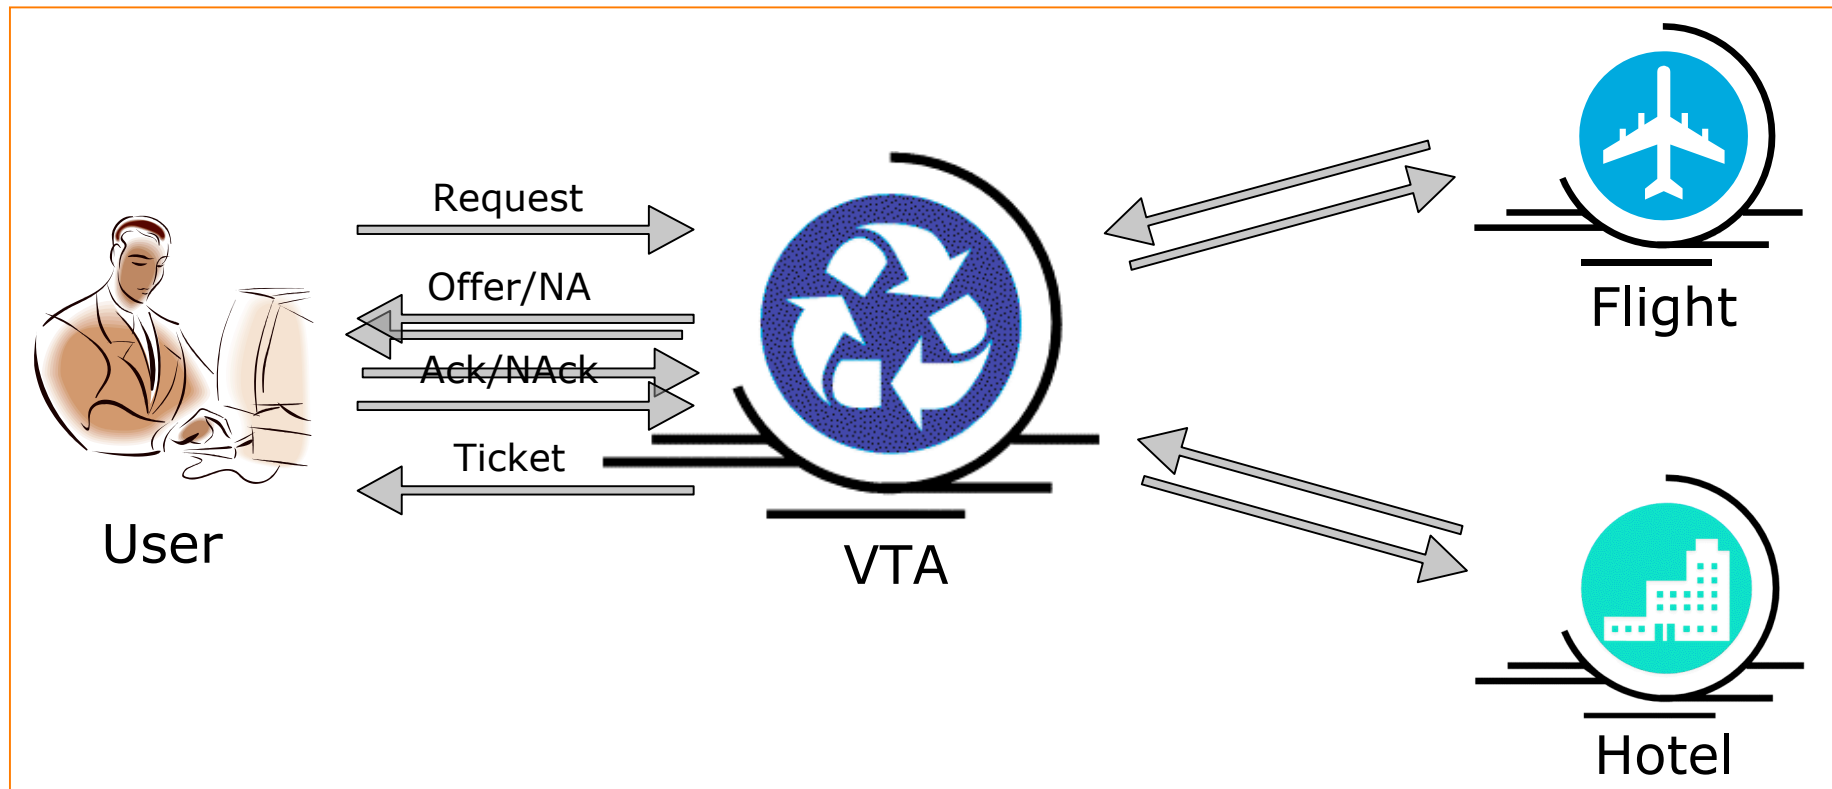 Request
Offer/NA
Ack/NAck
Ticket
User
VTA
Flight
Hotel